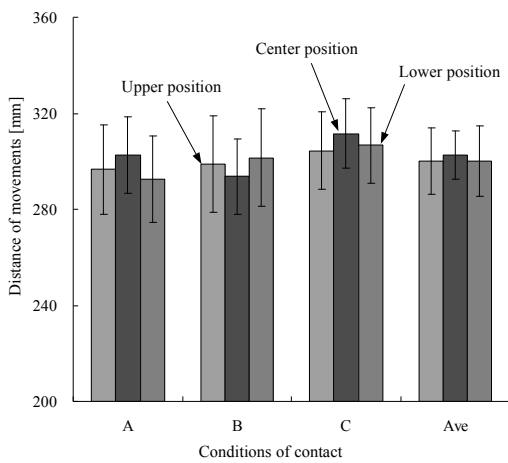 360
320
280
240
200
Distance of movements [mm]
Upper position
Center position
Lower position
A
B
C
Ave
Conditions of contact